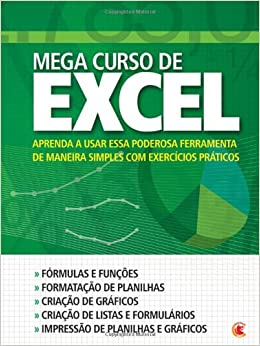 MEGA CURSO DE
EXCEL
APRENDA A USAR ESSA PODEROSA FERRAMENTA
DE MANEIRA SIMPLES COM EXERCÍCIOS PRÁTICOS
» FÓRMULAS E FUNÇÕES
» FORMATAÇÃO DE PLANILHAS
» CRIAÇÃO DE GRÁFICOS
» CRIAÇÃO DE LISTAS E FORMULÁRIOS
» IMPRESSÃO DE PLANILHAS E GRÁFICOS